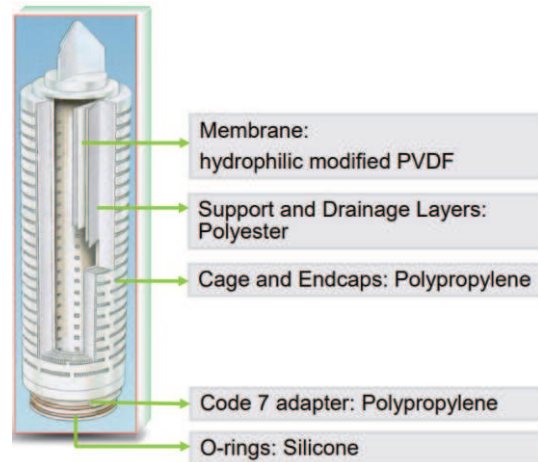 Membrane:
hydrophilic modified PVDF
Support and Drainage Layers:
Polyester
Cage and Endcaps: Polypropylene
Code 7 adapter: Polypropylene
O-rings: Silicone